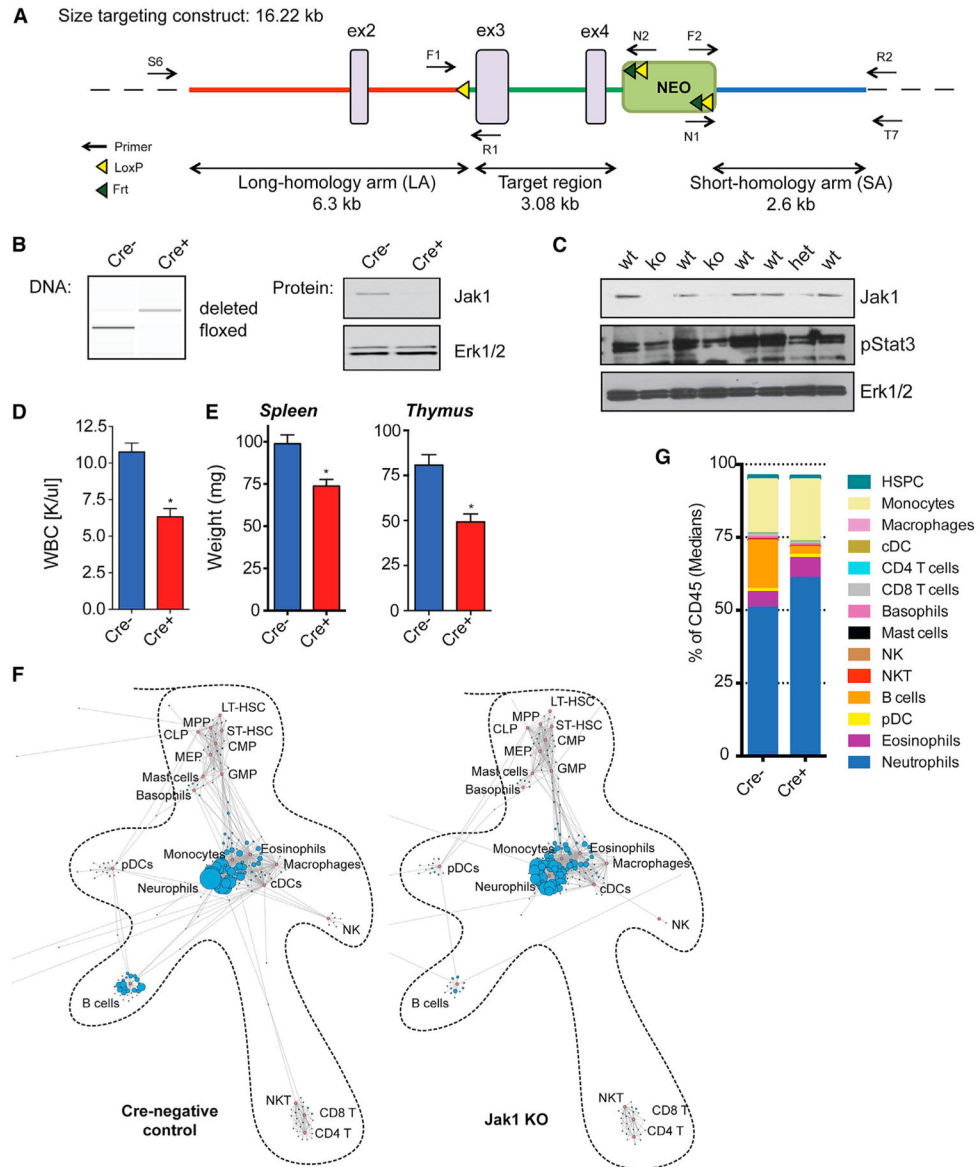 A
Size targeting construct: 16.22 kb
ex2
ex3
ex4
S6
F1
N2
F2
R2
NEO
R1
N1
T7
Primer
LoxP
Frt
Long-homology arm (LA)
6.3 kb
Target region
3.08 kb
Short-homology arm (SA)
2.6 kb
B
Cre-
Cre+
DNA:
deleted
floxed
Cre-
Cre+
Protein:
Jak1
Erk1/2
C
wt
ko
wt
ko
wt
wt
het
wt
Jak1
pStat3
Erk1/2
D
WBC [K/ul]
12.5
10.0
7.5
5.0
2.5
0.0
*
Cre-
Cre+
E
Spleen
Weight (mg)
100
75
50
25
0
*
Cre-
Cre+
Thymus
100
75
50
25
0
*
Cre-
Cre+
G
% of CD45 (Medians)
100
75
50
25
0
Cre-
Cre+
HSPC
Monocytes
Macrophages
cDC
CD4 T cells
CD8 T cells
Basophils
Mast cells
NK
NKT
B cells
pDC
Eosinophils
Neutrophils
F
LT-HSC
MPP
CLP
ST-HSC
CMP
MEP
Mast cells
GMP
Basophils
Monocytes
Eosinophils
pDCs
Macrophages
Neurophils
cDCs
NK
B cells
NKT
CD8 T
CD4 T
Cre-negative
control
LT-HSC
MPP
CLP
ST-HSC
CMP
MEP
Mast cells
GMP
Basophils
Monocytes
Eosinophils
pDCs
Macrophages
Neurophils
cDCs
NK
B cells
NKT
CD8 T
CD4 T
Jak1 KO